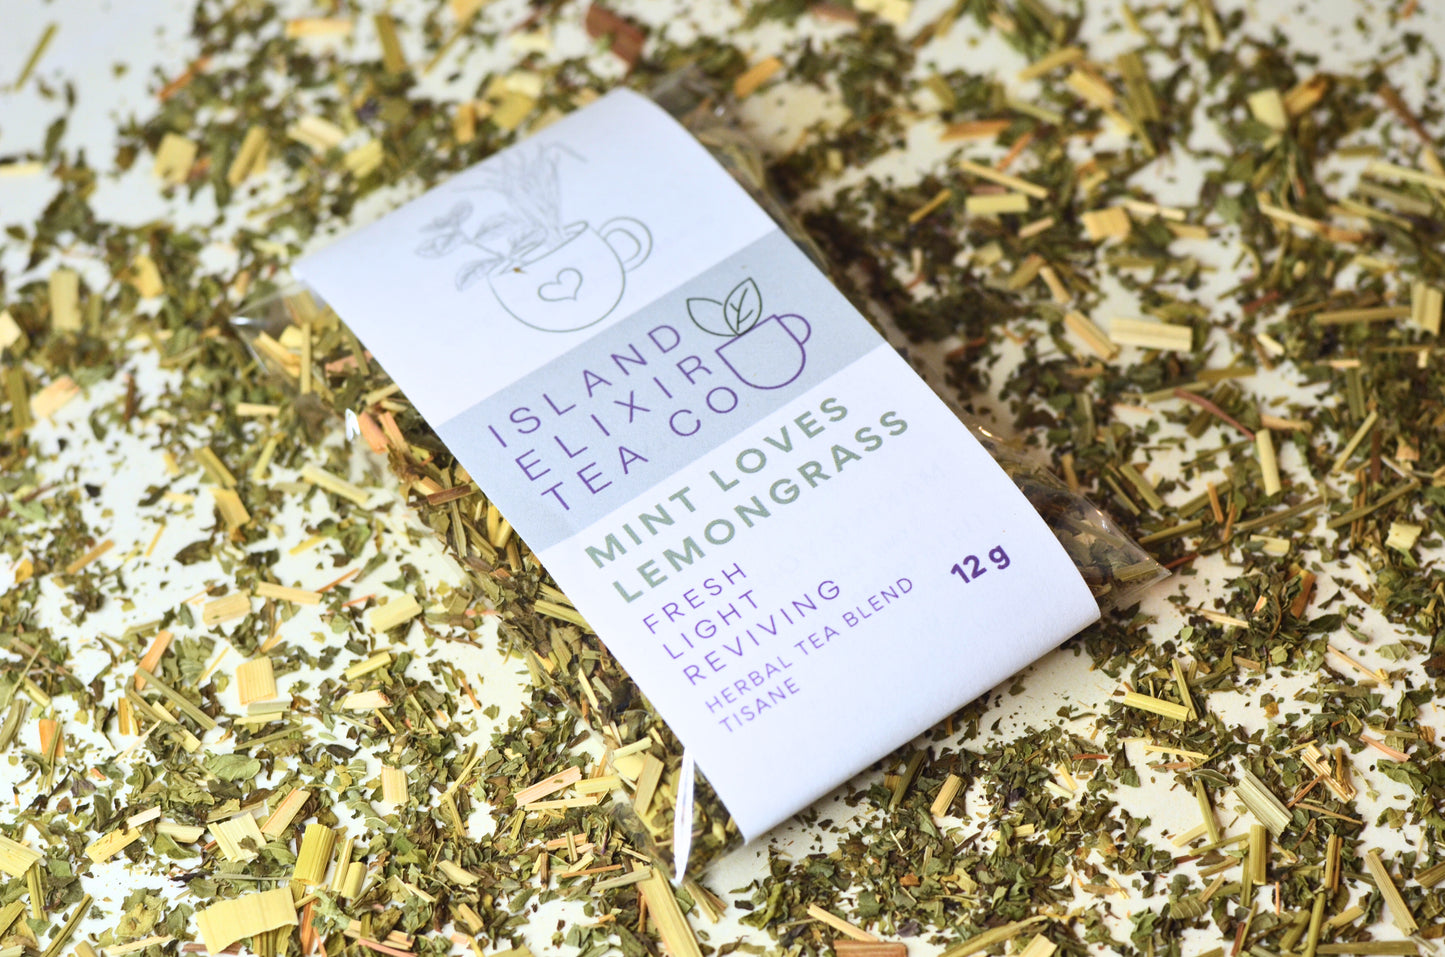 ISLAND
ELIXIR
TEA CO
MINT LOVES
LEMONGRASS
FRESH
LIGHT
REVIVING
HERBAL TEA BLEND
TISANE
12 g